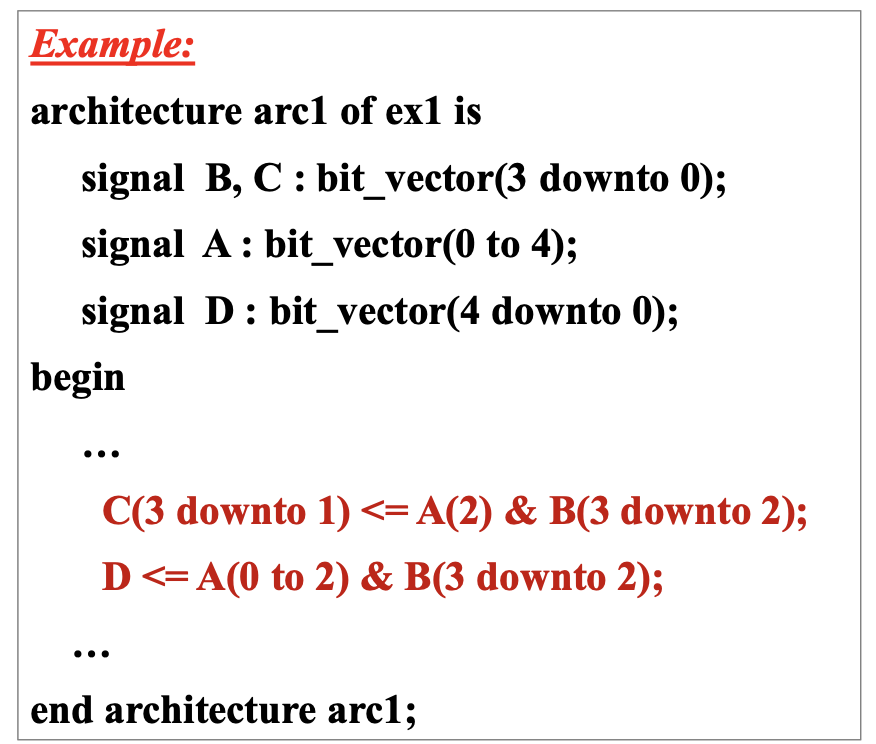 Example:
architecture arc1 of ex1 is
signal B, C : bit_vector(3 downto 0);
signal A : bit_vector(0 to 4);
signal D : bit_vector(4 downto 0);
begin
…
C(3 downto 1) <= A(2) & B(3 downto 2);
D <= A(0 to 2) & B(3 downto 2);
…
end architecture arc1;